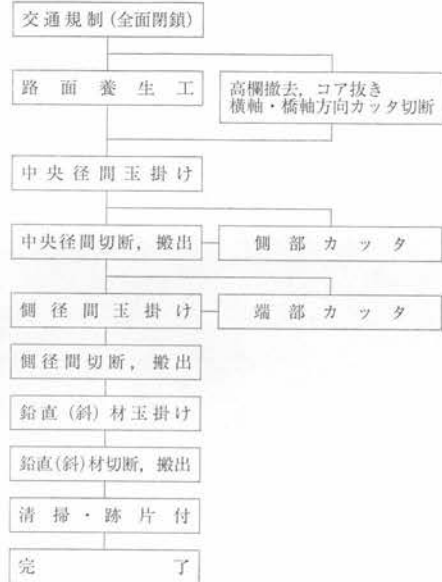 交通規制(全面閉鎖)
路面養生工
高欄撤去，コア抜き
横軸・橋軸方向カッタ切断
中央径間玉掛け
中央径間切断，搬出
側部カッタ
側径間玉掛け
端部カッタ
側径間切断，搬出
鉛直(斜)材玉掛け
鉛直(斜)材切断，搬出
清掃・跡片付
完了